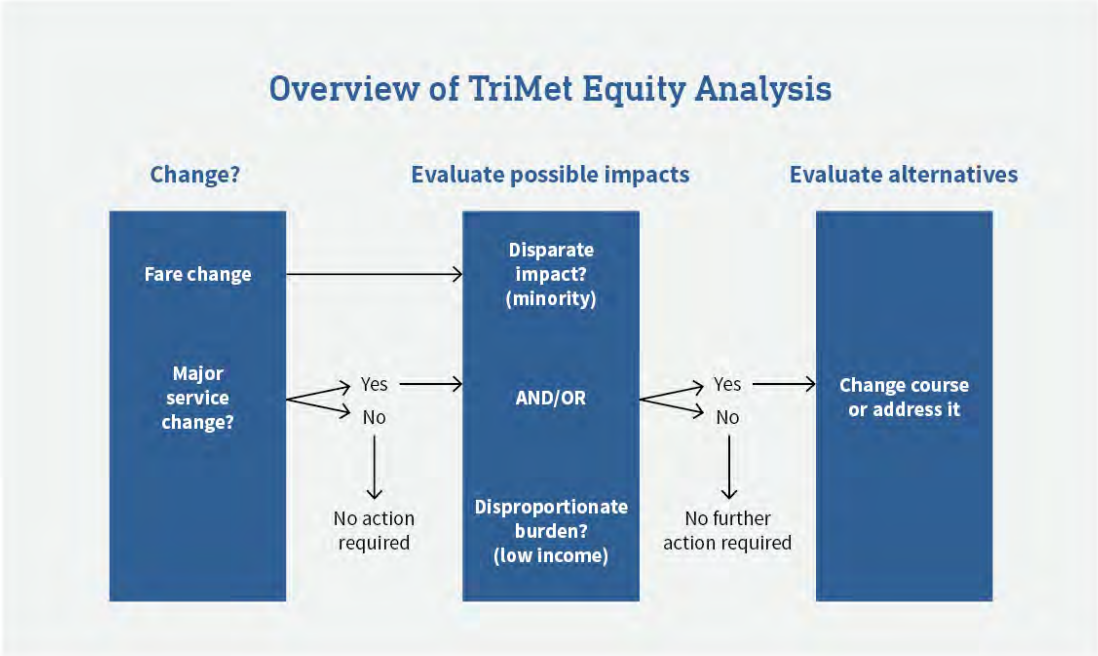 Overview of TriMet Equity Analysis
Change?
Fare change
Major
service
change?
Yes
No
No action
required
Evaluate possible impacts
Disparate
impact?
(minority)
AND/OR
Disproportionate
burden?
(low income)
Yes
No
No further
action required
Evaluate alternatives
Change course
or address it